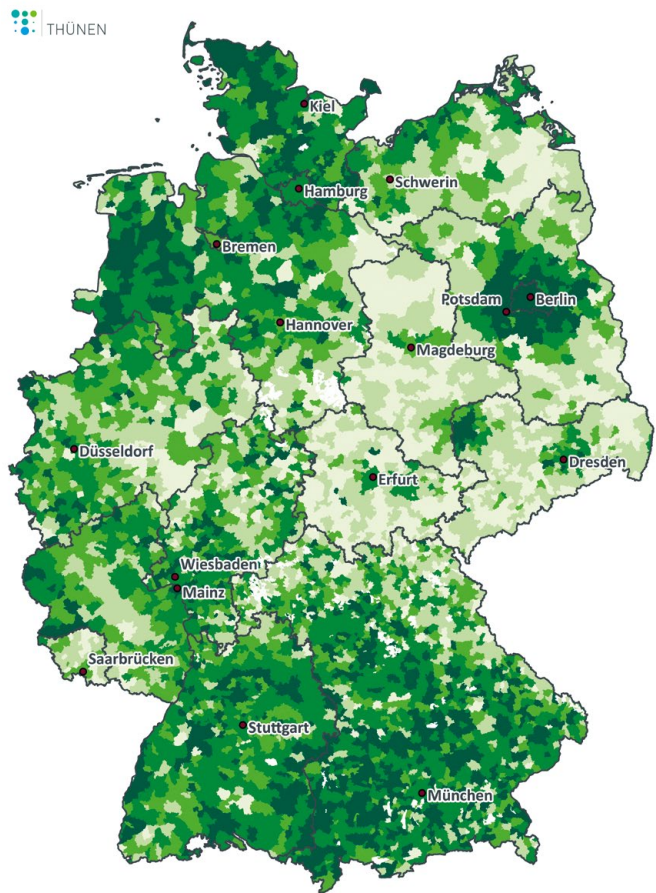 THÜNEN
Kiel
Schwerin
Hamburg
Bremen
Potsdam
Berlin
Hannover
Magdeburg
Düsseldorf
Dresden
Erfurt
Wiesbaden
Mainz
Saarbrücken
Stuttgart
München